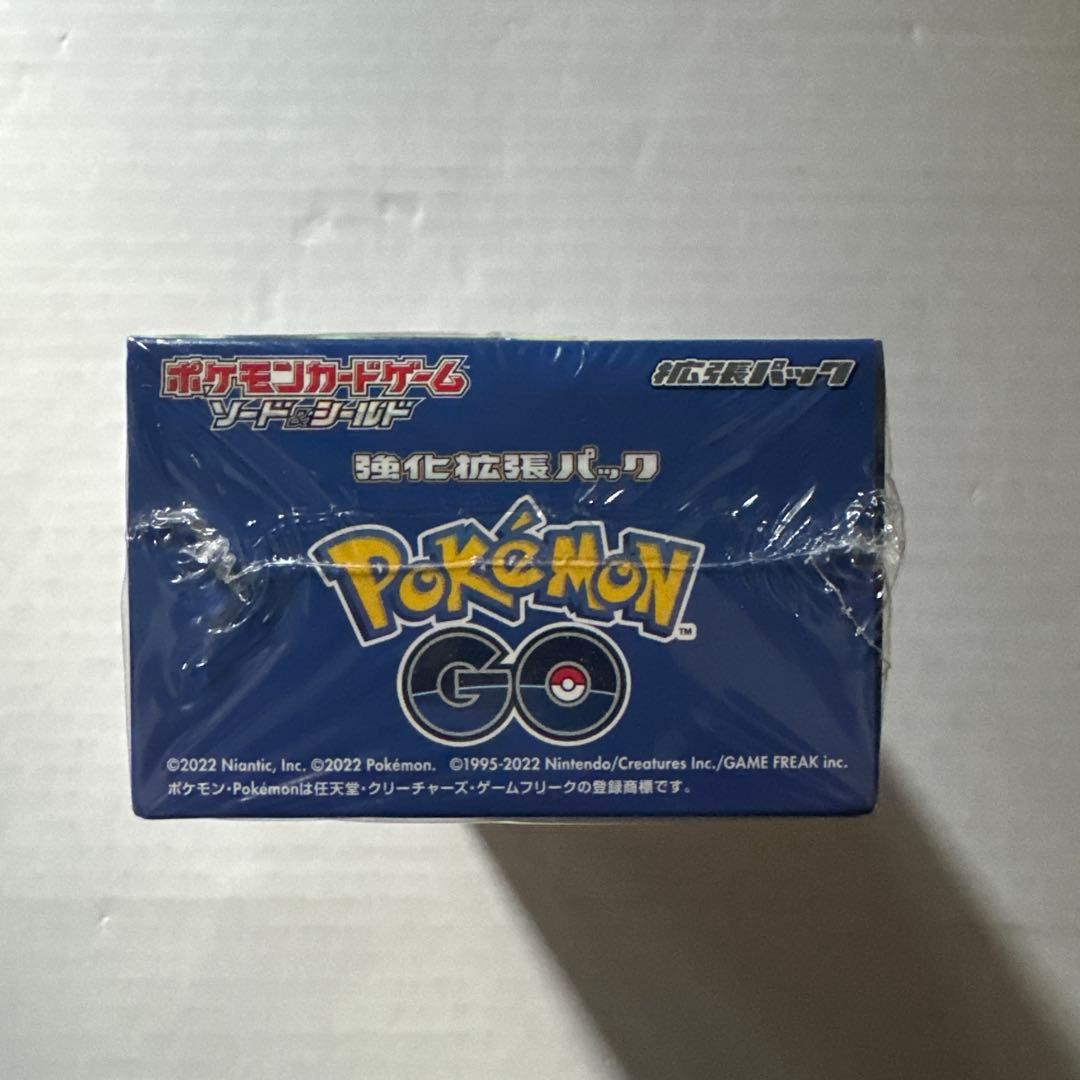 ポケモンカードゲーム
ソード&シールド
拡張パック
強化拡張パック
POKéMON
GO
TM
©2022 Niantic, Inc. ©2022 Pokémon. ©1995-2022 Nintendo/Creatures Inc./GAME FREAK inc.
ポケモン・Pokémonは任天堂・クリーチャーズ・ゲームフリークの登録商標です。